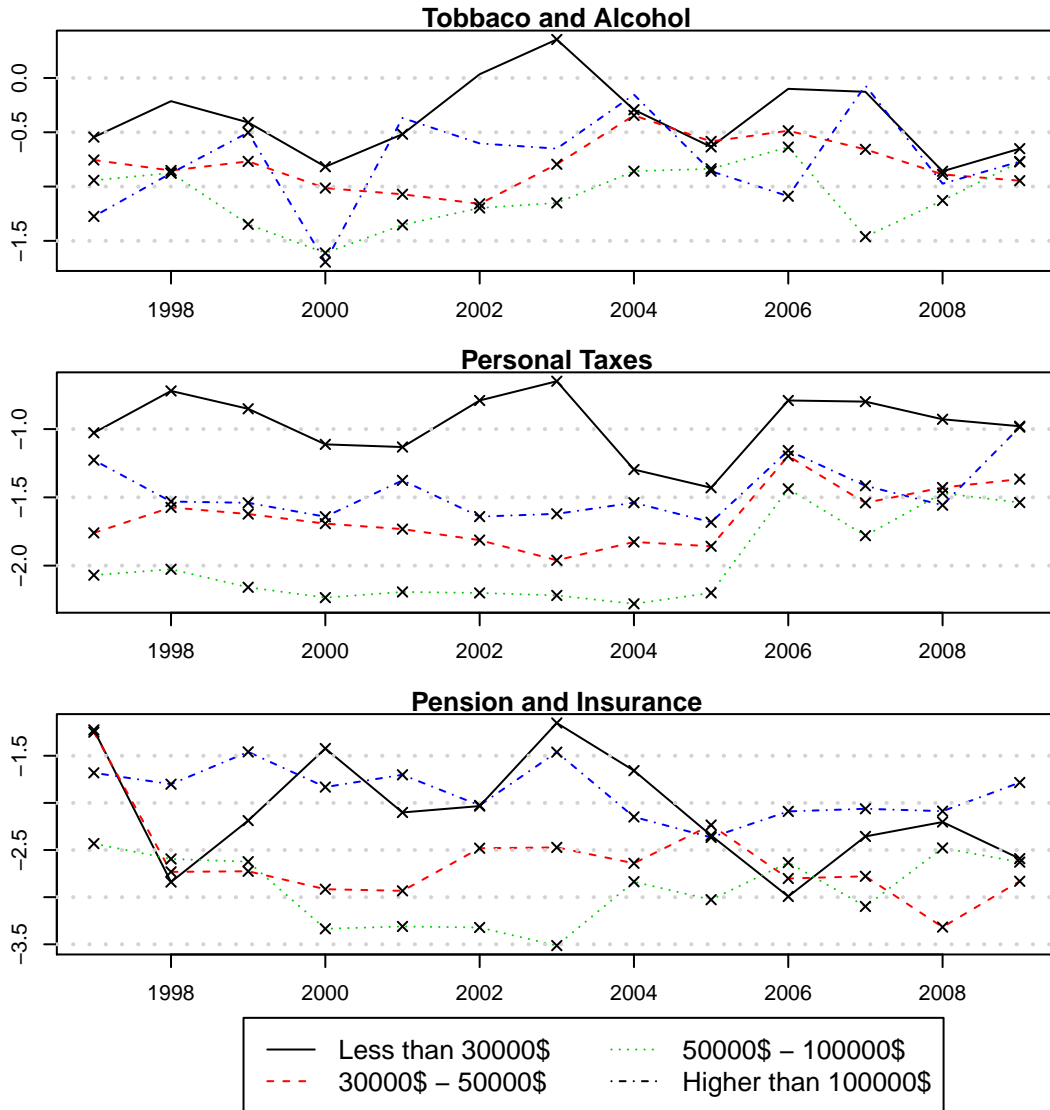 Tobbaco and Alcohol
0.0
−0.5
−1.5
1998 2000 2002 2004 2006 2008
Personal Taxes
−1.0
−1.5
−2.0
1998 2000 2002 2004 2006 2008
Pension and Insurance
−1.5
−2.5
−3.5
1998 2000 2002 2004 2006 2008
Less than 30000$ 50000$ − 100000$
30000$ − 50000$ Higher than 100000$